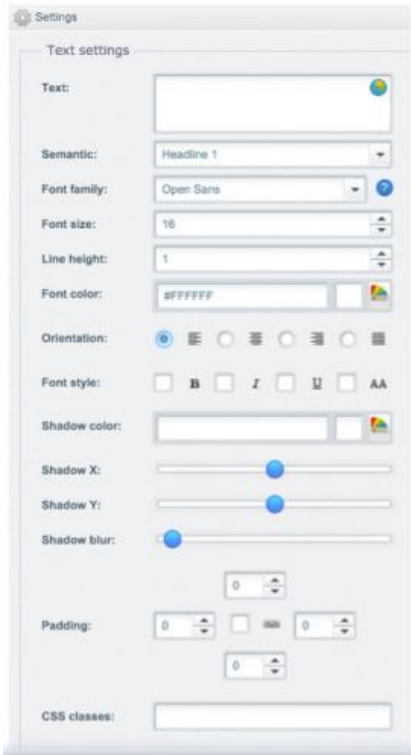 Settings
Text settings
Text:
Semantic: Headline 1
Font family: Open Sans
Font size: 16
Line height: 1
Font color: #FFFFFF
Orientation:
Font style: B I U AA
Shadow color:
Shadow X:
Shadow Y:
Shadow blur:
0
Padding: 0 0
0
CSS classes: